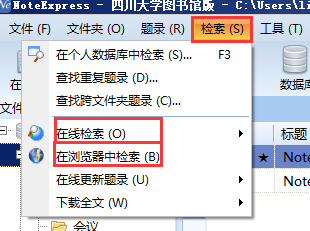 NoteExpress - 四川大学图书馆版 - C:\Users\li
文件 (F) 文件夹 (O) 题录 (R) 检索 (S) 工具 (T)
在个人数据库中检索 (S)... F3
查找重复题录 (D)...
查找跨文件夹题录 (C)...
在线检索 (O)
在浏览器中检索 (B)
在线更新题录 (U)
下载全文 (W)
数据库
标题
Note
Note
会议